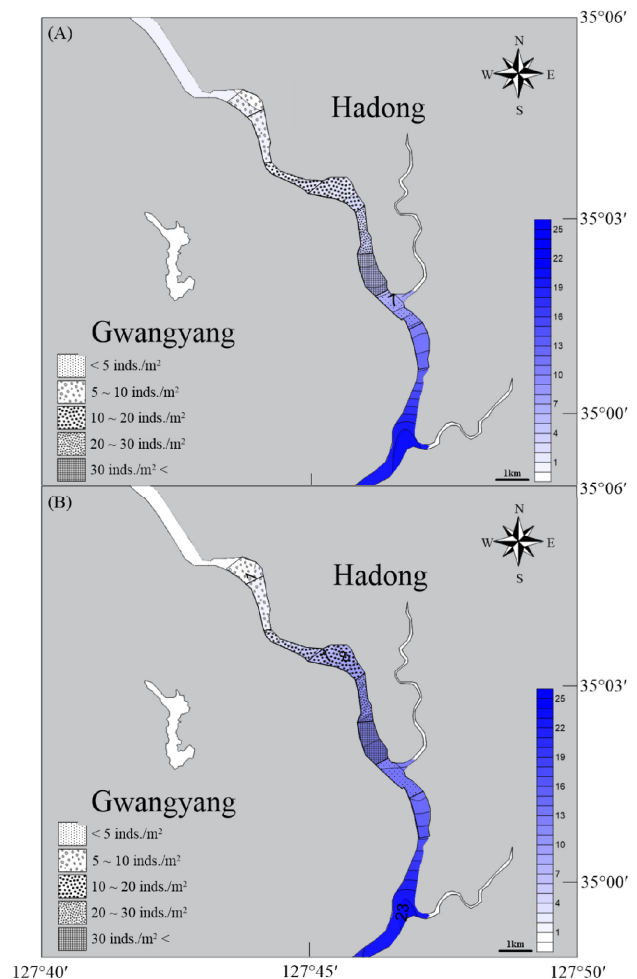 (A)
35°06′
N
W
E
S
Hadong
35°03′
25
22
19
16
13
10
7
4
1
7
Gwangyang
< 5 inds./m²
5 ~ 10 inds./m²
10 ~ 20 inds./m²
20 ~ 30 inds./m²
30 inds./m² <
35°00′
1km
(B)
35°06′
N
W
E
S
Hadong
35°03′
25
22
19
16
13
10
7
4
1
Gwangyang
< 5 inds./m²
5 ~ 10 inds./m²
10 ~ 20 inds./m²
20 ~ 30 inds./m²
30 inds./m² <
23
35°00′
1km
127°40′
127°45′
127°50′